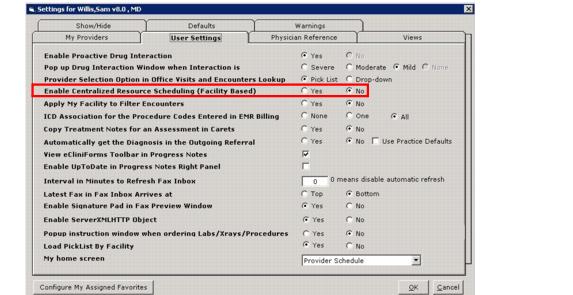 Settings for Willis,Sam v8.0 , MD
Show/Hide Defaults Warnings
My Providers User Settings Physician Reference Views
Enable Proactive Drug Interaction Yes No
Pop up Drug Interaction Window when Interaction is Severe Moderate Mild None
Provider Selection Option in Office Visits and Encounters Lookup Pick List Drop-down
Enable Centralized Resource Scheduling (Facility Based) Yes No
Apply My Facility to Filter Encounters Yes No
ICD Association for the Procedure Codes Entered in EMR Billing None One All
Copy Treatment Notes for an Assessment in Carets Yes No
Automatically get the Diagnosis in the Outgoing Referral Yes No Use Practice Defaults
View eCliniForms Toolbar in Progress Notes
Enable UpToDate in Progress Notes Right Panel
Interval in Minutes to Refresh Fax Inbox 0 0 means disable automatic refresh
Latest Fax in Fax Inbox Arrives at Top Bottom
Enable Signature Pad in Fax Preview Window Yes No
Enable ServerXMLHTTP Object Yes No
Popup instruction window when ordering Labs/Xrays/Procedures Yes No
Load PickList By Facility Yes No
My home screen Provider Schedule
Configure My Assigned Favorites OK Cancel